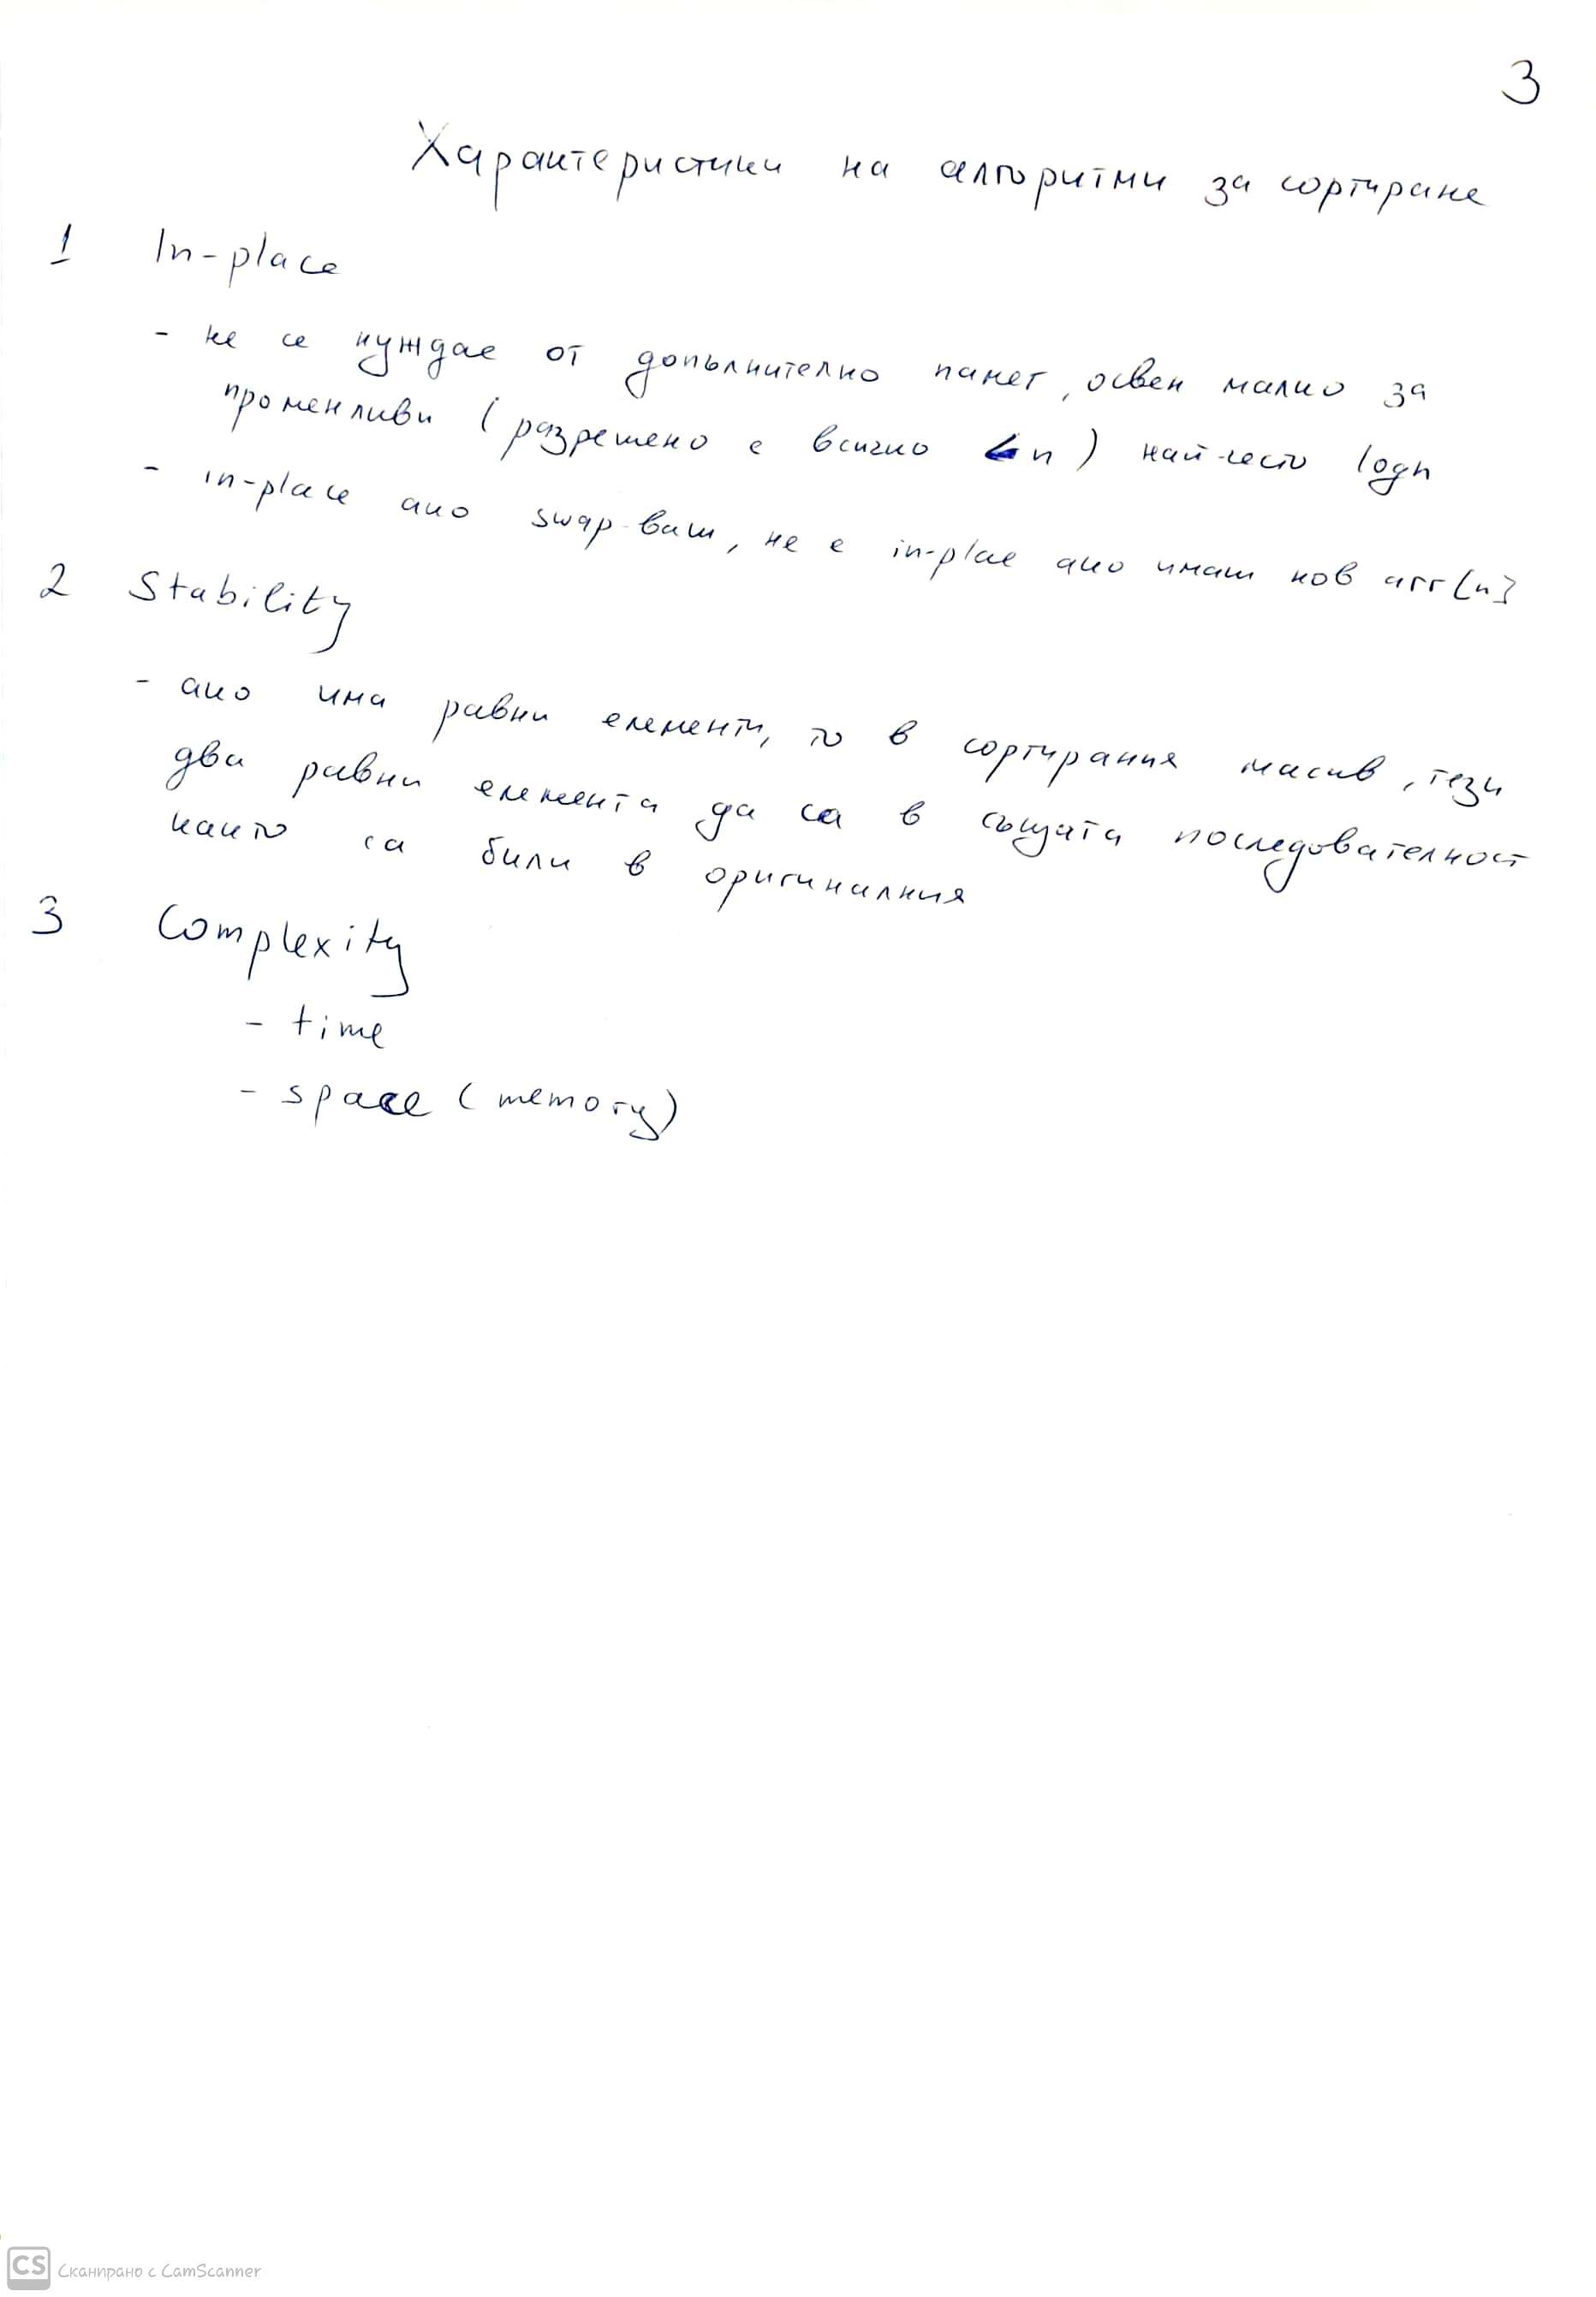 3
Характеристики на алгоритми за сортиране
1 In-place
- не се нуждае от допълнително памет, освен малко за
променливи (разрешено е всичко < n) най-често logn
- in-place ако swap-ваш, не е in-plae ако имаш нов arr[n]
2 Stability
- ако има равни елементи, то в сортирания масив, тези
два равни елемента да са в същата последователност
както са били в оригиналния
3 Complexity
- time
- space (memory)
CS Сканирано с CamScanner